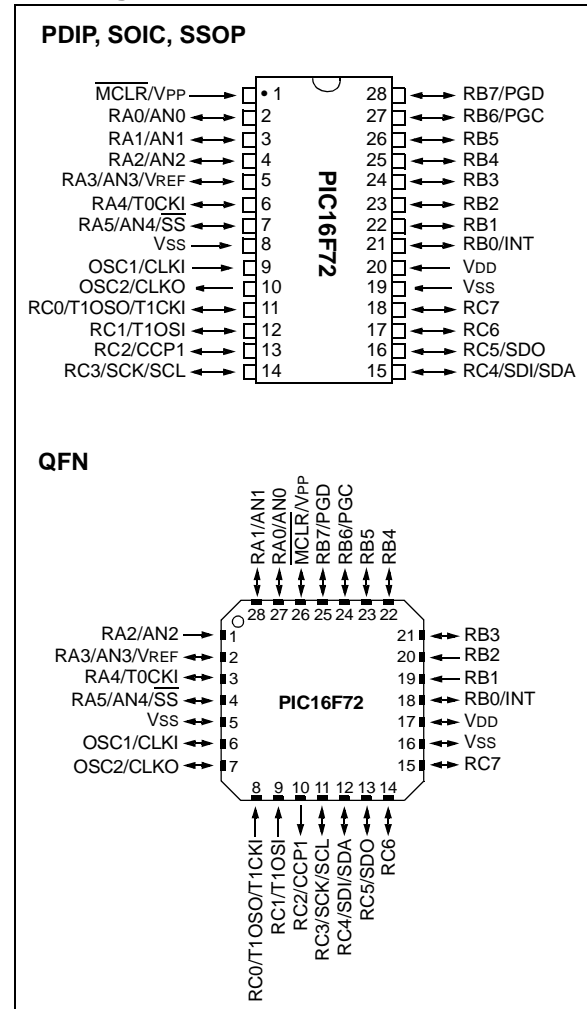 PDIP, SOIC, SSOP
MCLR/VPP 1 28 RB7/PGD
RA0/AN0 2 27 RB6/PGC
RA1/AN1 3 26 RB5
RA2/AN2 4 25 RB4
RA3/AN3/VREF 5 24 RB3
RA4/T0CKI 6 23 RB2
RA5/AN4/SS 7 22 RB1
VSS 8 21 RB0/INT
OSC1/CLKI 9 20 VDD
OSC2/CLKO 10 19 VSS
RC0/T1OSO/T1CKI 11 18 RC7
RC1/T1OSI 12 17 RC6
RC2/CCP1 13 16 RC5/SDO
RC3/SCK/SCL 14 15 RC4/SDI/SDA
PIC16F72
QFN
RA1/AN1
RA0/AN0
MCLR/VPP
RB7/PGD
RB6/PGC
RB5
RB4
28 27 26 25 24 23 22
RA2/AN2 1 21 RB3
RA3/AN3/VREF 2 20 RB2
RA4/T0CKI 3 19 RB1
RA5/AN4/SS 4 18 RB0/INT
VSS 5 17 VDD
OSC1/CLKI 6 16 VSS
OSC2/CLKO 7 15 RC7
PIC16F72
8 9 10 11 12 13 14
RC0/T1OSO/T1CKI
RC1/T1OSI
RC2/CCP1
RC3/SCK/SCL
RC4/SDI/SDA
RC5/SDO
RC6